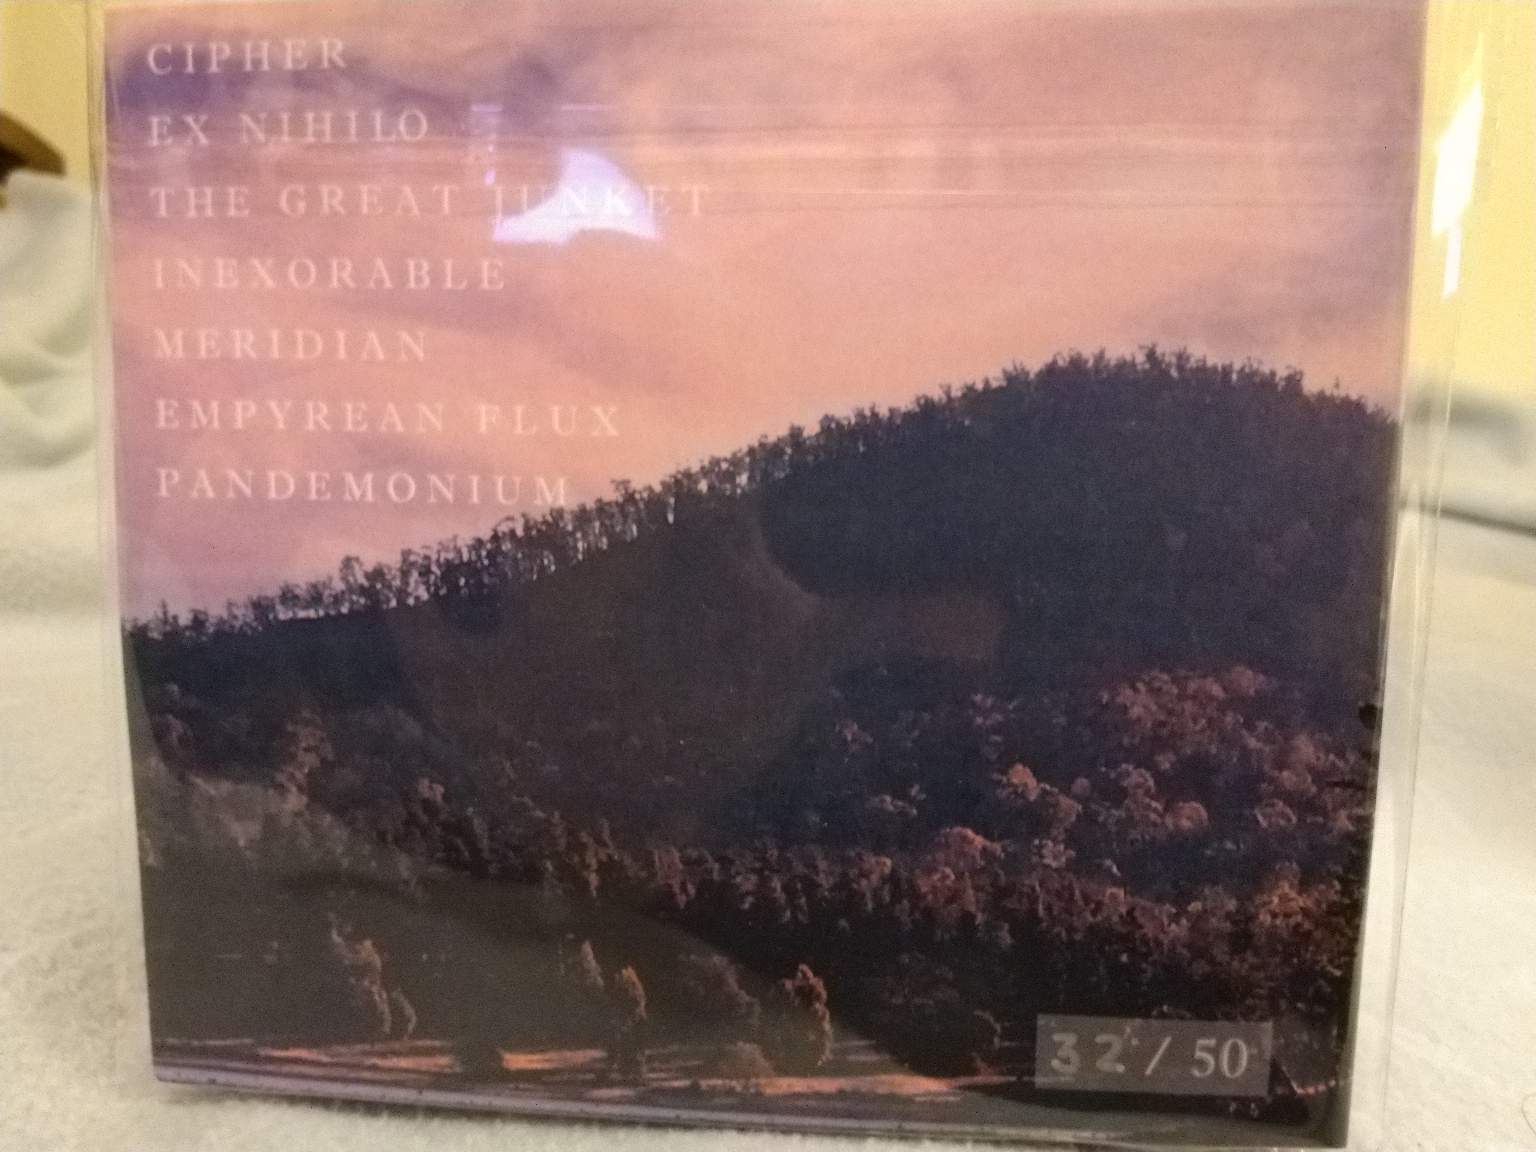 CIPHER
EX NIHILO
THE GREAT JUNKET
INEXORABLE
MERIDIAN
EMPYREAN FLUX
PANDEMONIUM
32 / 50